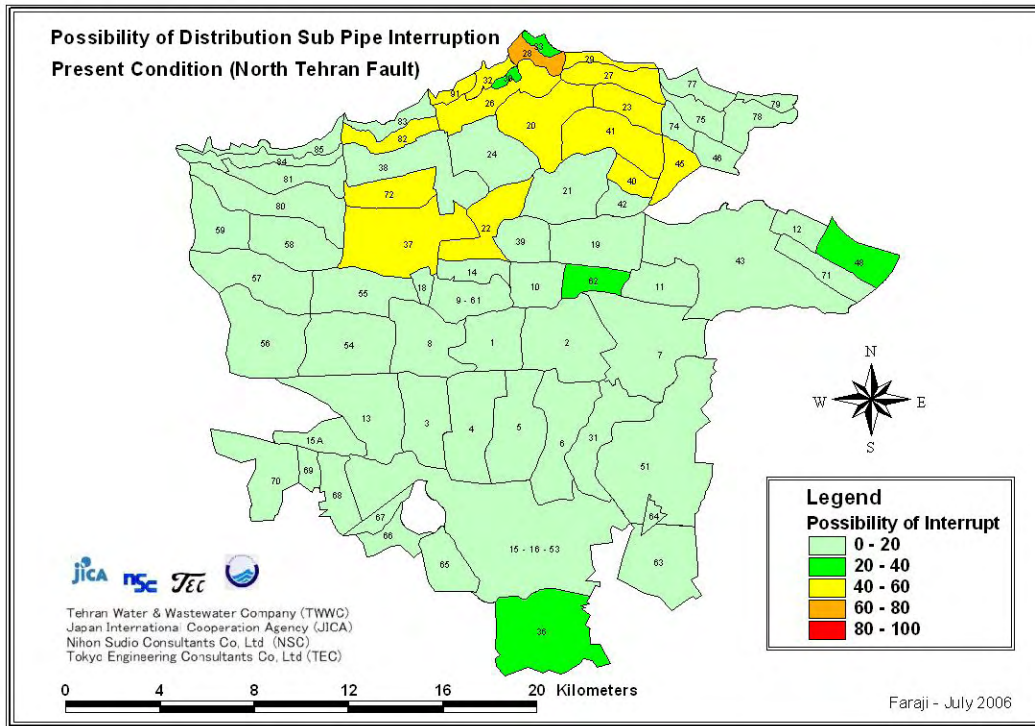 Possibility of Distribution Sub Pipe Interruption
Present Condition (North Tehran Fault)
33
28
29
32
27
77
91
26
23
79
83
20
75
78
82
41
74
85
24
46
84
38
45
81
40
72
21
42
80
59
22
12
58
37
39
19
43
48
57
14
71
18
62
11
55
9 - 61
10
56
54
8
1
2
7
13
3
4
5
6
31
15A
51
69
70
68
67
64
66
15 - 16 - 53
65
63
36
N
W
E
S
Legend
Possibility of Interrupt
0 - 20
20 - 40
40 - 60
60 - 80
80 - 100
JICA
nsc
TEC
Tehran Water & Wastewater Company (TWWC)
Japan International Cooperation Agency (JICA)
Nihon Sudio Consultants Co, Ltd (NSC)
Tokyo Engineering Consultants Co, Ltd (TEC)
0 4 8 12 16 20 Kilometers
Faraji - July 2006